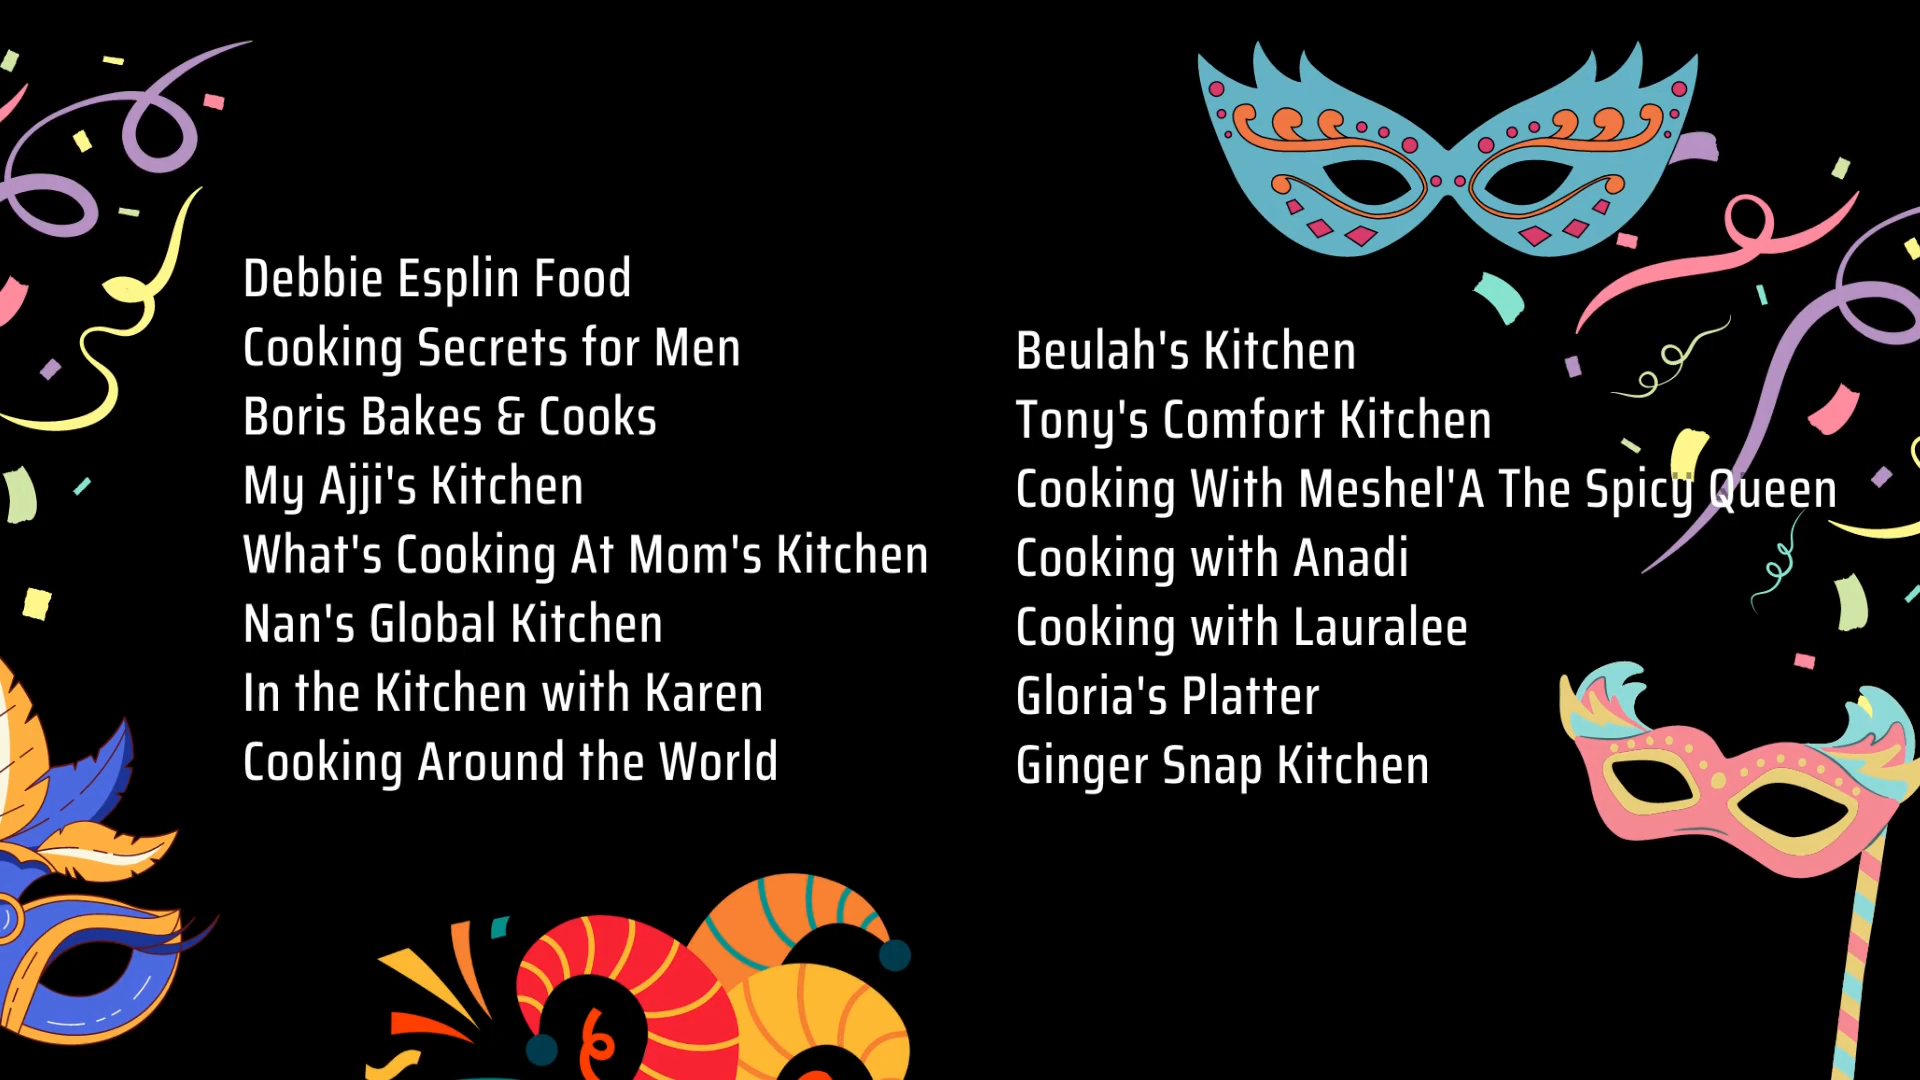 Debbie Esplin Food
Cooking Secrets for Men
Boris Bakes & Cooks
My Ajji's Kitchen
What's Cooking At Mom's Kitchen
Nan's Global Kitchen
In the Kitchen with Karen
Cooking Around the World
Beulah's Kitchen
Tony's Comfort Kitchen
Cooking With Meshel'A The Spicy Queen
Cooking with Anadi
Cooking with Lauralee
Gloria's Platter
Ginger Snap Kitchen